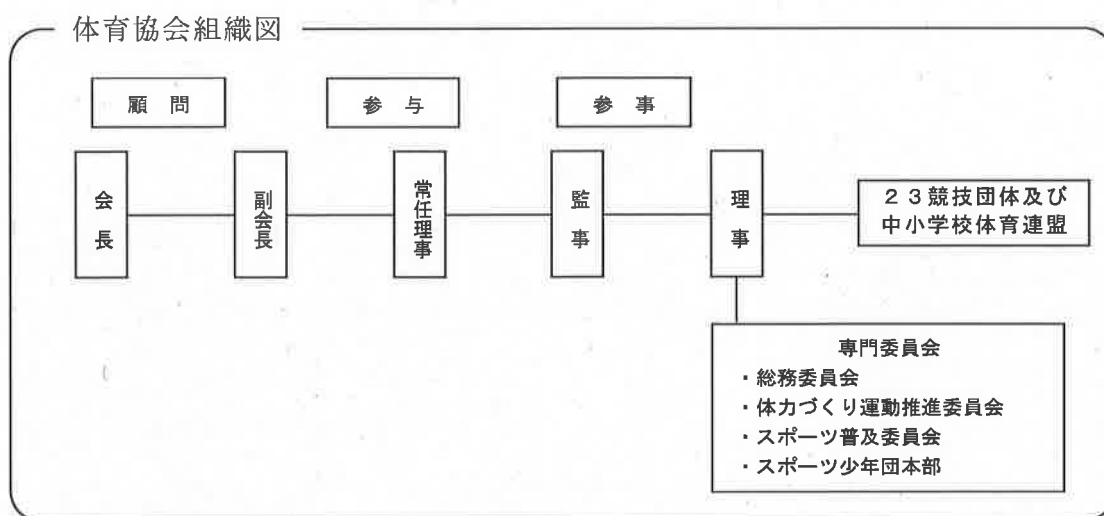 体育協会組織図
顧 問
参 与
参 事
会長
副会長
常任理事
監事
理事
２３競技団体及び
中小学校体育連盟
専門委員会
・総務委員会
・体力づくり運動推進委員会
・スポーツ普及委員会
・スポーツ少年団本部